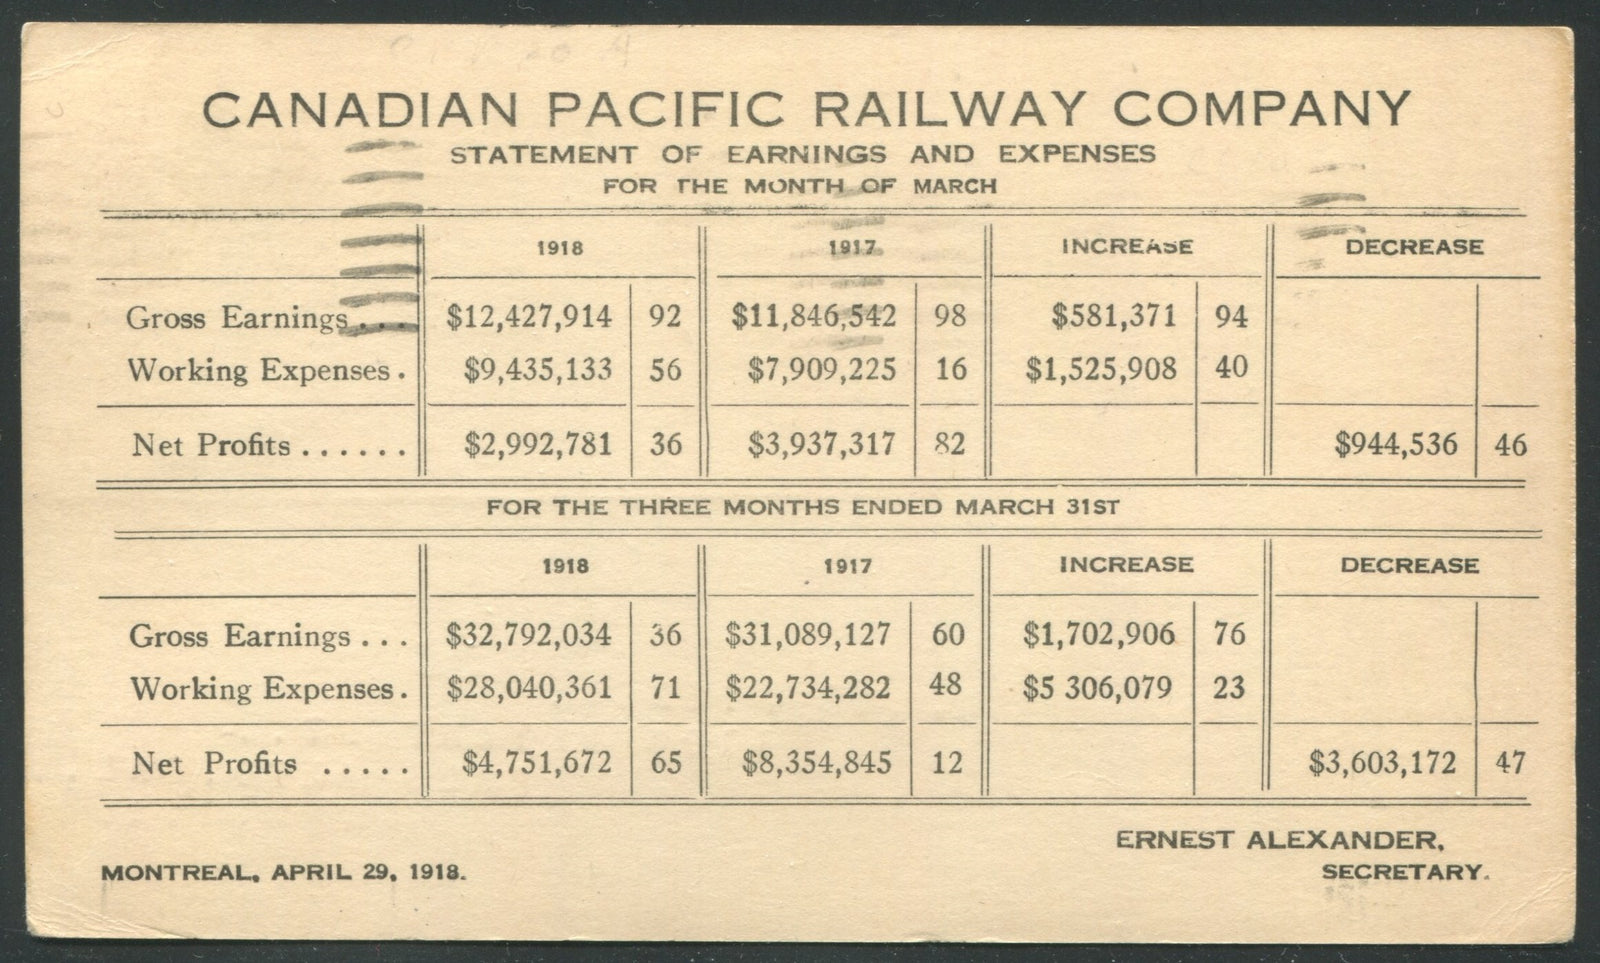 CANADIAN PACIFIC RAILWAY COMPANY
STATEMENT OF EARNINGS AND EXPENSES
FOR THE MONTH OF MARCH
1918 1917 INCREASE DECREASE
Gross Earnings . . . $12,427,914 92 $11,846,542 98 $581,371 94
Working Expenses . $9,435,133 56 $7,909,225 16 $1,525,908 40
Net Profits . . . . . . $2,992,781 36 $3,937,317 82 $944,536 46
FOR THE THREE MONTHS ENDED MARCH 31ST
1918 1917 INCREASE DECREASE
Gross Earnings . . . $32,792,034 36 $31,089,127 60 $1,702,906 76
Working Expenses . $28,040,361 71 $22,734,282 48 $5 306,079 23
Net Profits . . . . . $4,751,672 65 $8,354,845 12 $3,603,172 47
ERNEST ALEXANDER,
MONTREAL, APRIL 29, 1918. SECRETARY.